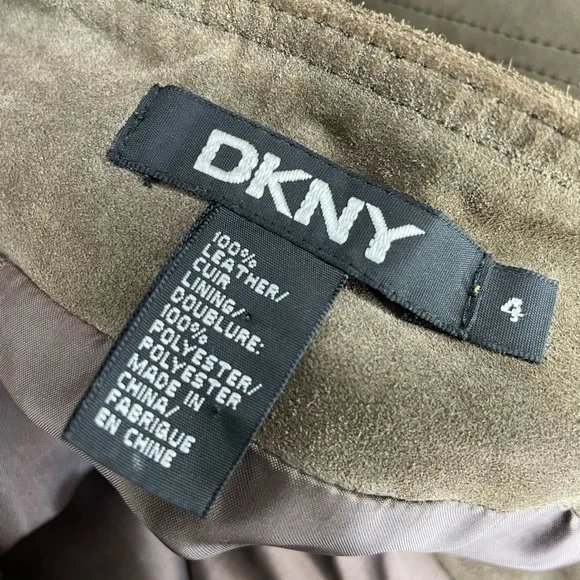 DKNY
4
100%
LEATHER/
CUIR
LINING/
DOUBLURE:
100%
POLYESTER/
POLYESTER
MADE IN
CHINA/
FABRIQUE
EN CHINE